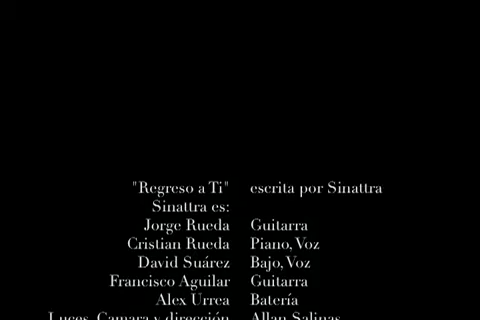 "Regreso a Ti" escrita por Sinattra
Sinattra es:
Jorge Rueda Guitarra
Cristian Rueda Piano, Voz
David Suárez Bajo, Voz
Francisco Aguilar Guitarra
Alex Urrea Batería
Luces, Camara y dirección Allan Salinas